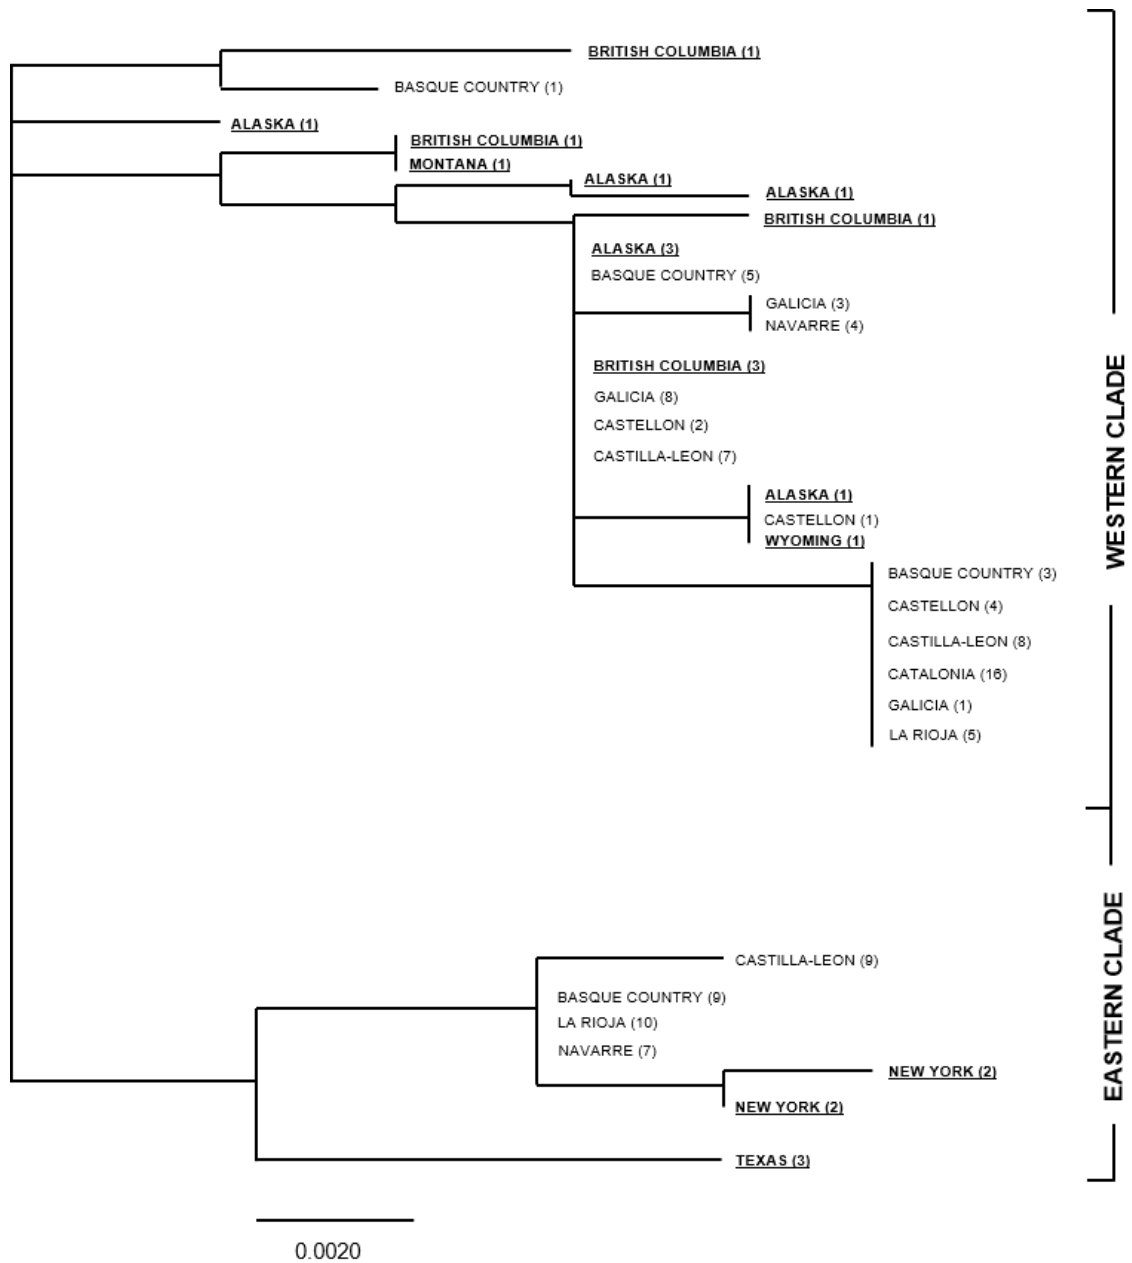 BRITISH COLUMBIA (1)
BASQUE COUNTRY (1)
ALASKA (1)
BRITISH COLUMBIA (1)
MONTANA (1)
ALASKA (1)
ALASKA (1)
BRITISH COLUMBIA (1)
ALASKA (3)
BASQUE COUNTRY (5)
GALICIA (3)
NAVARRE (4)
BRITISH COLUMBIA (3)
GALICIA (8)
CASTELLON (2)
CASTILLA-LEON (7)
ALASKA (1)
CASTELLON (1)
WYOMING (1)
BASQUE COUNTRY (3)
CASTELLON (4)
CASTILLA-LEON (8)
CATALONIA (16)
GALICIA (1)
LA RIOJA (5)
WESTERN CLADE
CASTILLA-LEON (9)
BASQUE COUNTRY (9)
LA RIOJA (10)
NAVARRE (7)
NEW YORK (2)
NEW YORK (2)
TEXAS (3)
EASTERN CLADE
0.0020